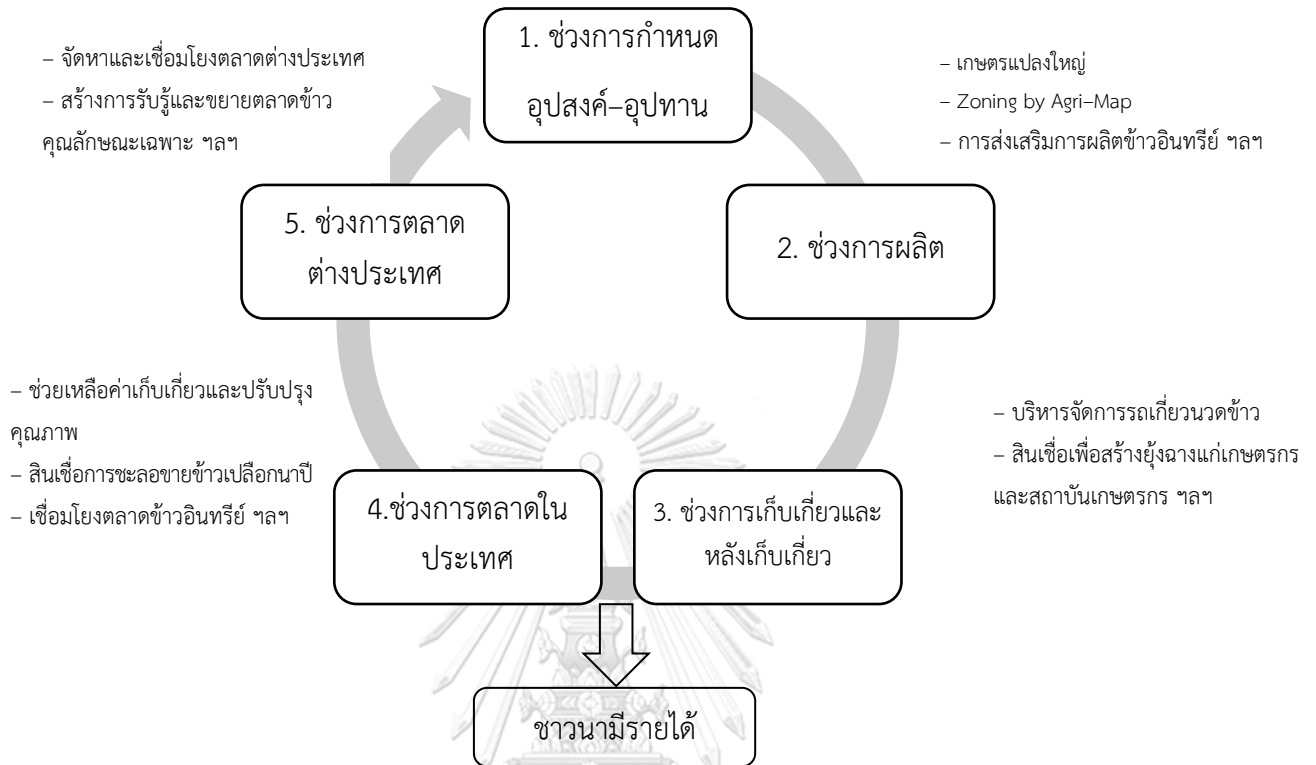 1. ช่วงการกำหนด
อุปสงค์–อุปทาน
– เกษตรแปลงใหญ่
– Zoning by Agri–Map
– การส่งเสริมการผลิตข้าวอินทรีย์ ฯลฯ
2. ช่วงการผลิต
– บริหารจัดการรถเกี่ยวนวดข้าว
– สินเชื่อเพื่อสร้างยุ้งฉางแก่เกษตรกร
และสถาบันเกษตรกร ฯลฯ
3. ช่วงการเก็บเกี่ยวและ
หลังเก็บเกี่ยว
4.ช่วงการตลาดใน
ประเทศ
– ช่วยเหลือค่าเก็บเกี่ยวและปรับปรุง
คุณภาพ
– สินเชื่อการชะลอขายข้าวเปลือกนาปี
– เชื่อมโยงตลาดข้าวอินทรีย์ ฯลฯ
5. ช่วงการตลาด
ต่างประเทศ
– จัดหาและเชื่อมโยงตลาดต่างประเทศ
– สร้างการรับรู้และขยายตลาดข้าว
คุณลักษณะเฉพาะ ฯลฯ
ชาวนามีรายได้